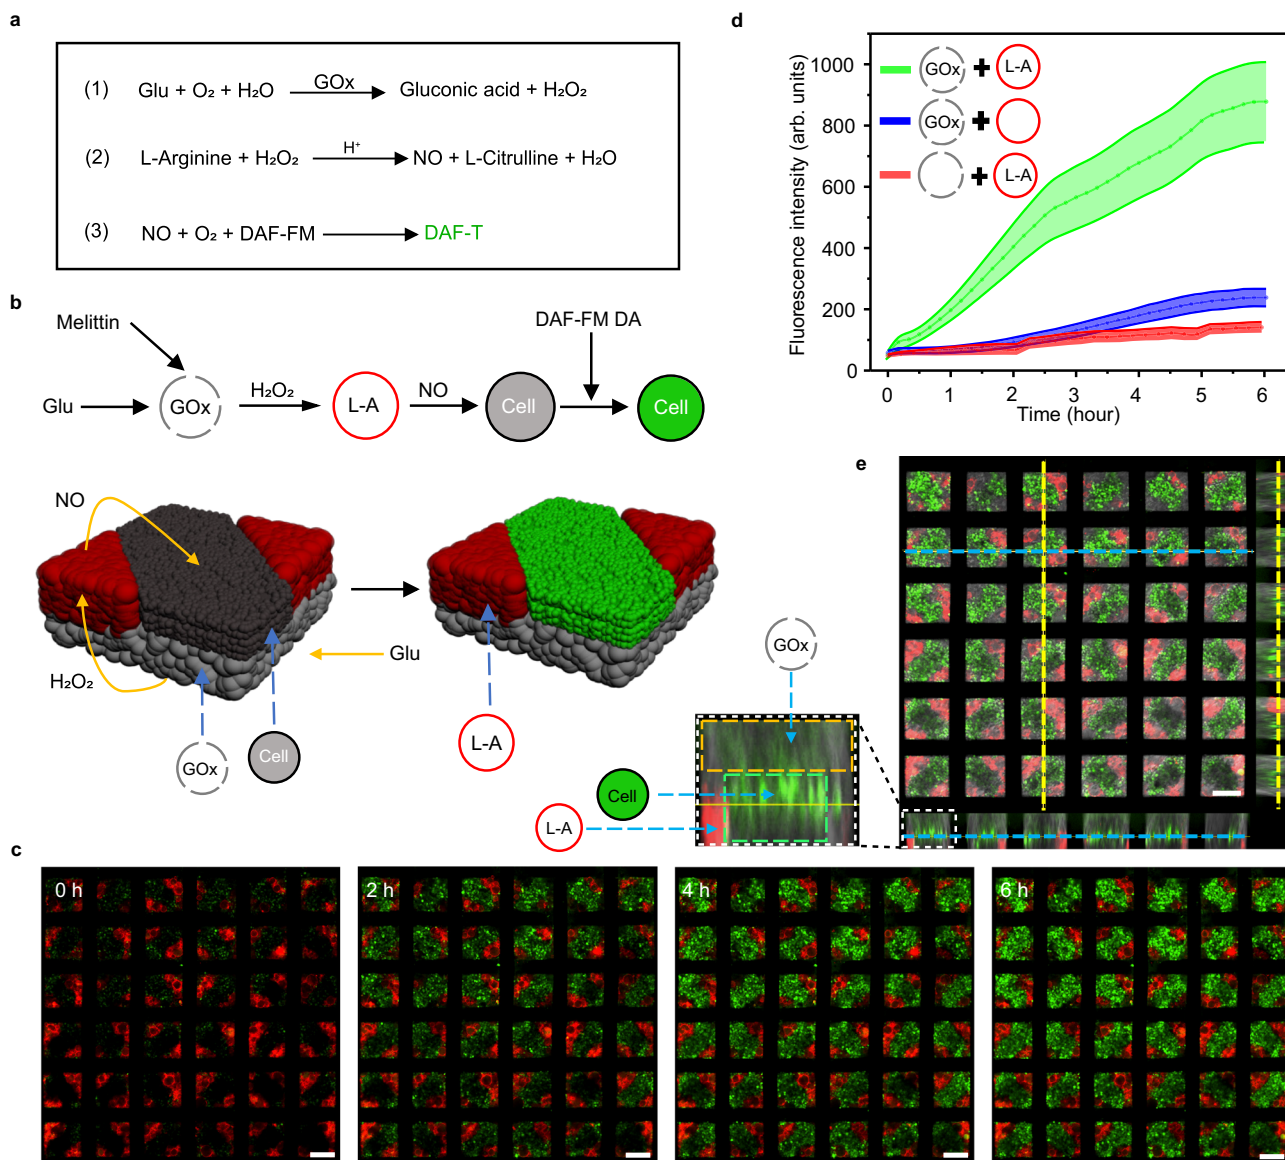 a
(1) Glu + O₂ + H₂O GOx Gluconic acid + H₂O₂
(2) L-Arginine + H₂O₂ H⁺ NO + L-Citrulline + H₂O
(3) NO + O₂ + DAF-FM DAF-T
b
Melittin
DAF-FM DA
Glu GOx H₂O₂ L-A NO Cell Cell
NO
H₂O₂
Glu
GOx
Cell
L-A
GOx
Cell
L-A
c
0 h
2 h
4 h
6 h
d
Fluorescence intensity (arb. units)
1000
800
600
400
200
0
GOx + L-A
GOx +
+ L-A
0 1 2 3 4 5 6
Time (hour)
e